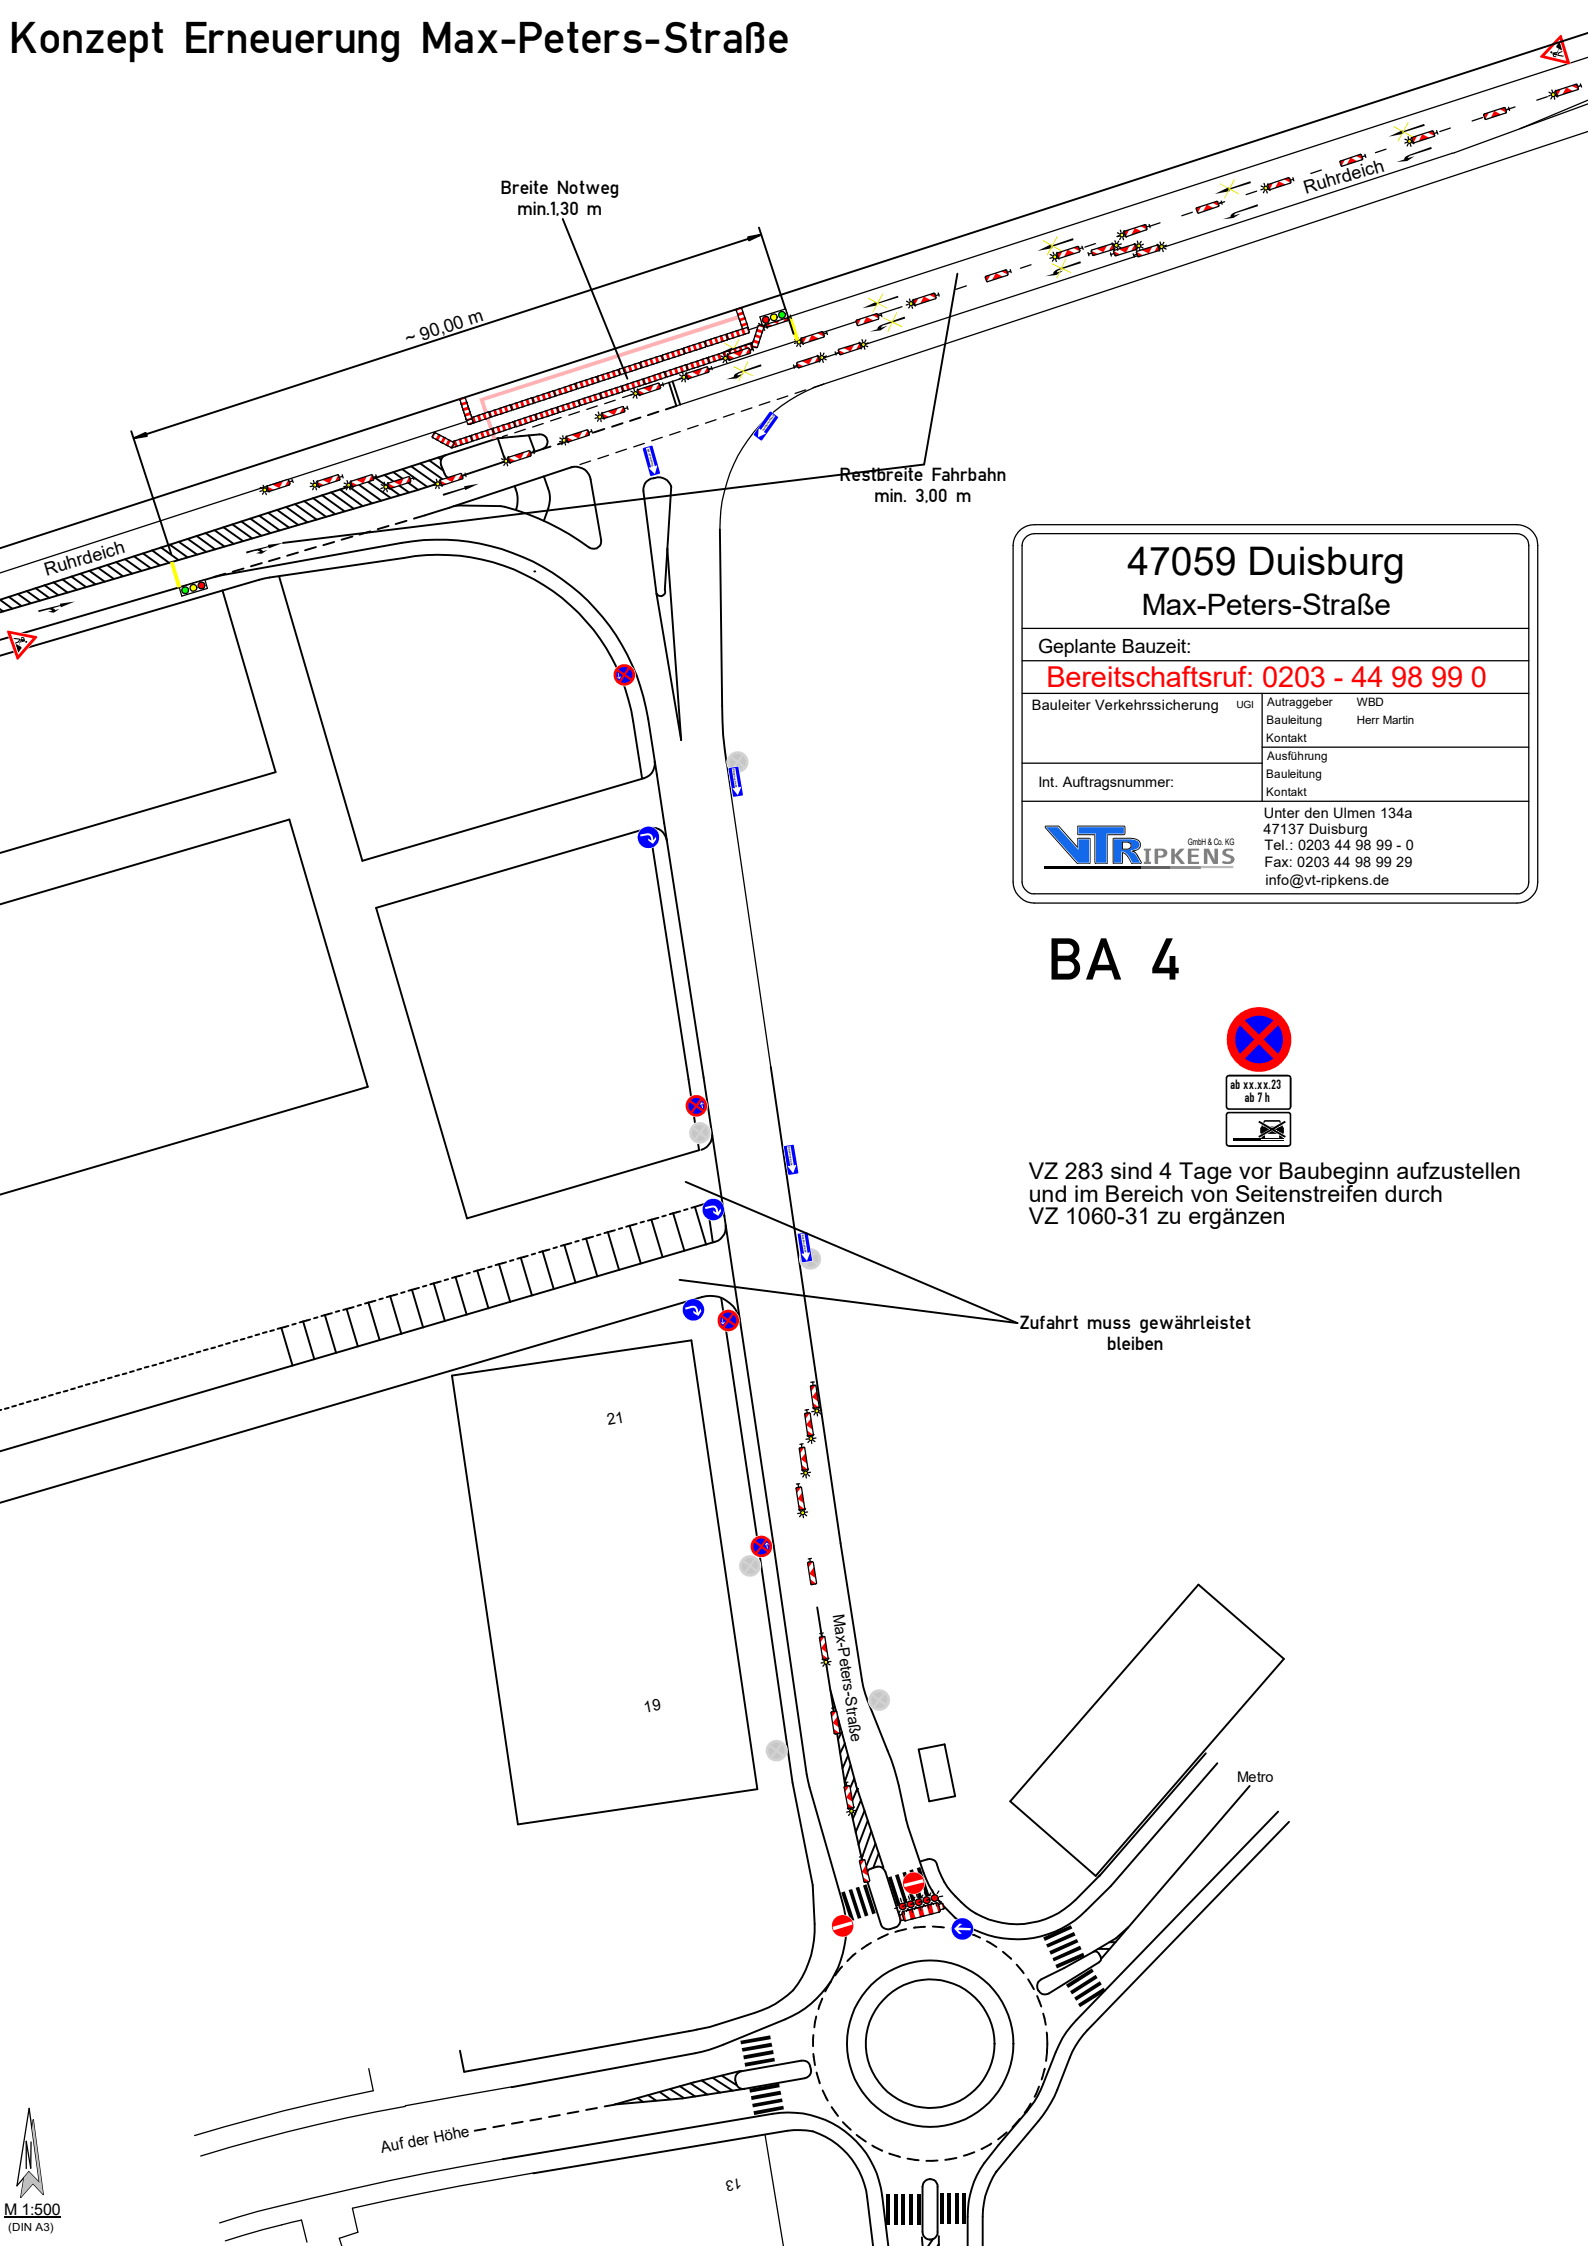 Konzept Erneuerung Max-Peters-Straße
Breite Notweg
min.1,30 m
~ 90,00 m
Ruhrdeich
Ruhrdeich
Restbreite Fahrbahn
min. 3,00 m
47059 Duisburg
Max-Peters-Straße
Geplante Bauzeit:
Bereitschaftsruf: 0203 - 44 98 99 0
Bauleiter Verkehrssicherung UGI
Autraggeber WBD
Bauleitung Herr Martin
Kontakt
Ausführung
Bauleitung
Kontakt
Int. Auftragsnummer:
VTRIPKENS GmbH & Co. KG
Unter den Ulmen 134a
47137 Duisburg
Tel.: 0203 44 98 99 - 0
Fax: 0203 44 98 99 29
info@vt-ripkens.de
BA 4
ab xx.xx.23
ab 7 h
VZ 283 sind 4 Tage vor Baubeginn aufzustellen
und im Bereich von Seitenstreifen durch
VZ 1060-31 zu ergänzen
Zufahrt muss gewährleistet
bleiben
21
19
Max-Peters-Straße
Metro
Auf der Höhe
13
N
M 1:500
(DIN A3)